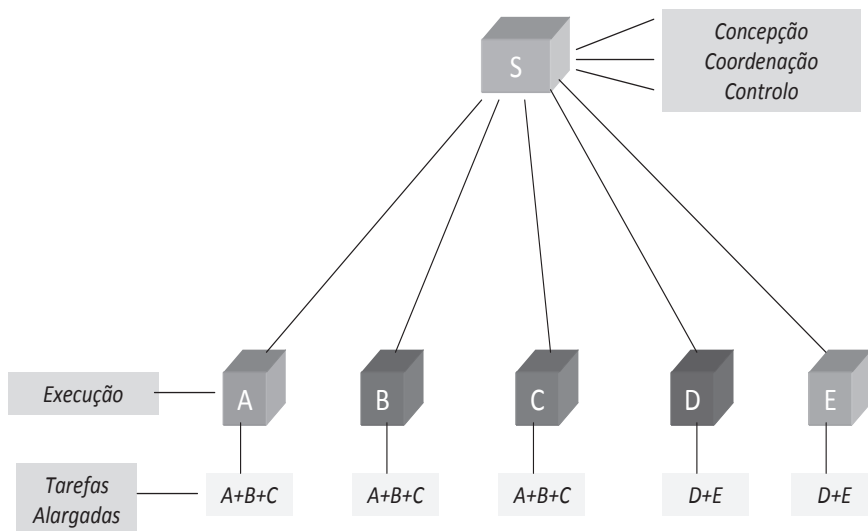 S
Concepção
Coordenação
Controlo
Execução
A
B
C
D
E
Tarefas
Alargadas
A+B+C
A+B+C
A+B+C
D+E
D+E